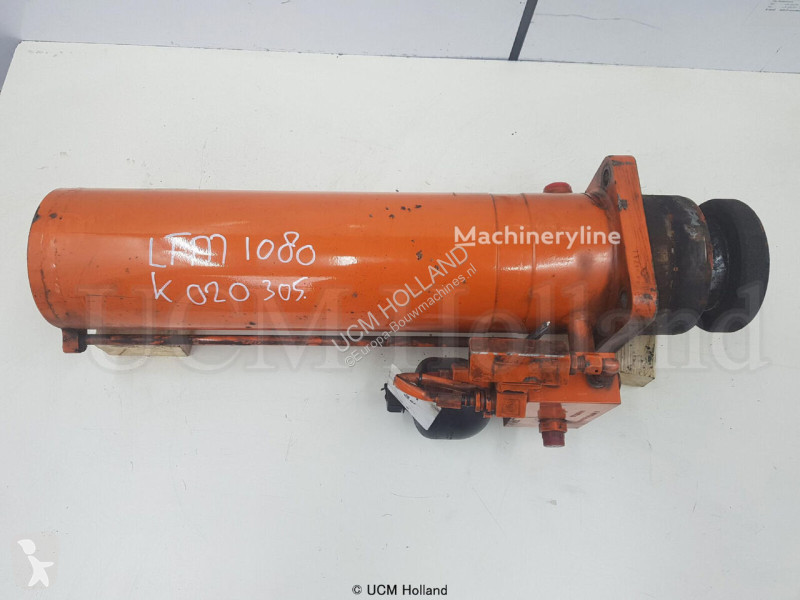 LTM 1080
K 020 305.
Machineryline
UCM HOLLAND
©Europa-Bouwmachines.nl
UCM Holland
© UCM Holland